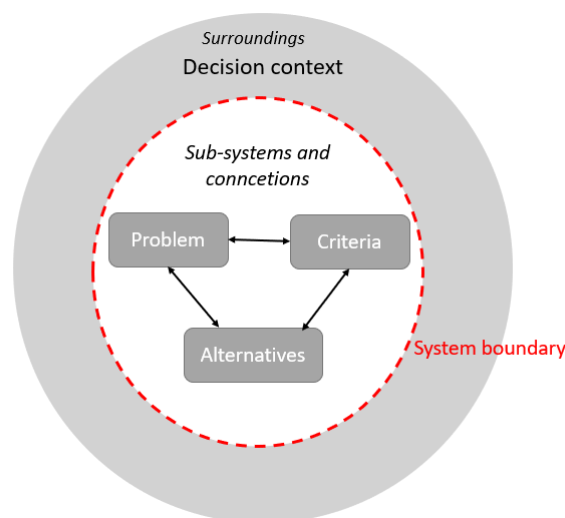 Surroundings
Decision context
Sub-systems and
conncetions
Problem
Criteria
Alternatives
System boundary